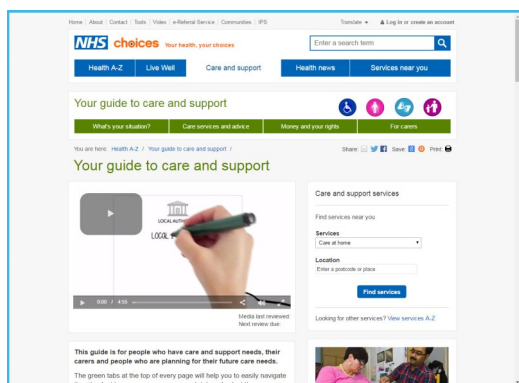 Home | About | Contact | Tools | Video | e-Referral Service | Communities | IPS
Translate
Log in or create an account
NHS choices Your health, your choices
Enter a search term
Health A-Z
Live Well
Care and support
Health news
Services near you
Your guide to care and support
What's your situation?
Care services and advice
Money and your rights
For carers
You are here: Health A-Z / Your guide to care and support /
Share: Save: Print:
Your guide to care and support
LOCAL
0:00 / 4:56
Media last reviewed:
Next review due:
Care and support services
Find services near you
Services
Care at home
Location
Enter a postcode or place
Find services
Looking for other services? View services A-Z
This guide is for people who have care and support needs, their
carers and people who are planning for their future care needs.
The green tabs at the top of every page will help you to easily navigate